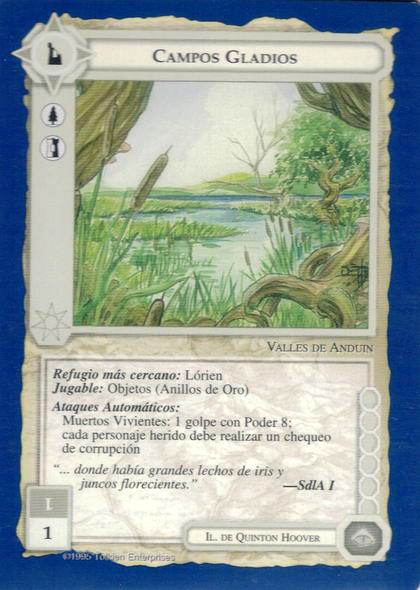 CAMPOS GLADIOS
VALLES DE ANDUIN
Refugio más cercano: Lórien
Jugable: Objetos (Anillos de Oro)
Ataques Automáticos:
Muertos Vivientes: 1 golpe con Poder 8;
cada personaje herido debe realizar un chequeo
de corrupción
“... donde había grandes lechos de iris y
juncos florecientes.” —SdlA I
I
1
IL. DE QUINTON HOOVER
©1995 Tolkien Enterprises